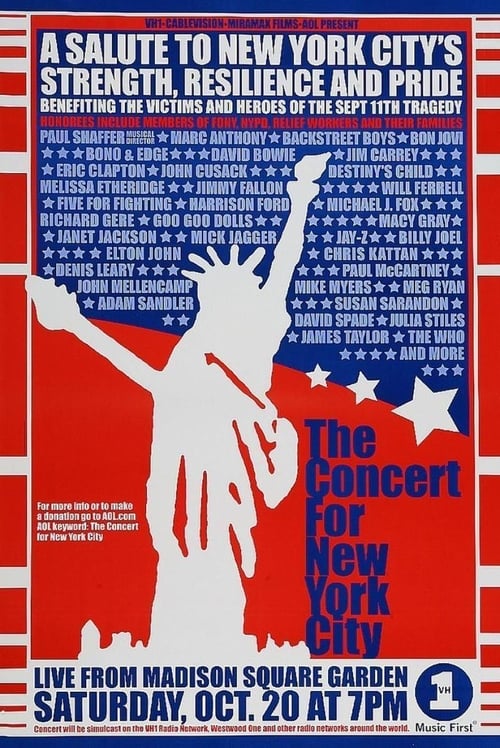 VH1-CABLEVISION-MIRAMAX FILMS-AOL PRESENT
A SALUTE TO NEW YORK CITY'S
STRENGTH, RESILIENCE AND PRIDE
BENEFITING THE VICTIMS AND HEROES OF THE SEPT 11TH TRAGEDY
HONOREES INCLUDE MEMBERS OF FDNY, NYPD, RELIEF WORKERS AND THEIR FAMILIES
PAUL SHAFFER MUSICAL DIRECTOR ★ MARC ANTHONY ★ BACKSTREET BOYS ★ BON JOVI
★★★ BONO & EDGE ★★★ DAVID BOWIE ★ JIM CARREY ★★★
★ ERIC CLAPTON ★ JOHN CUSACK ★★★ DESTINY'S CHILD ★★
MELISSA ETHERIDGE ★★ JIMMY FALLON ★★★★ WILL FERRELL
★ FIVE FOR FIGHTING ★ HARRISON FORD MICHAEL J. FOX ★★★
RICHARD GERE ★ GOO GOO DOLLS ★★ ★★★★ MACY GRAY
★ JANET JACKSON ★★ MICK JAGGER ★★ JAY-Z ★★ BILLY JOEL
★★★★ ELTON JOHN ★ CHRIS KATTAN ★★★
★ DENIS LEARY ★★★ ★★★ PAUL McCARTNEY
JOHN MELLENCAMP MIKE MYERS ★★ MEG RYAN
★ ADAM SANDLER ★★★ SUSAN SARANDON ★
★★ DAVID SPADE ★ JULIA STILES
★ JAMES TAYLOR ★ THE WHO
★★★★ AND MORE
★★★
The
Concert
For
New
York
City
For more info or to make
a donation go to AOL.com
AOL keyword: The Concert
for New York City
LIVE FROM MADISON SQUARE GARDEN
SATURDAY, OCT. 20 AT 7PM
VH 1
Music First®
Concert will be simulcast on the VH1 Radio Network, Westwood One and other radio networks around the world.